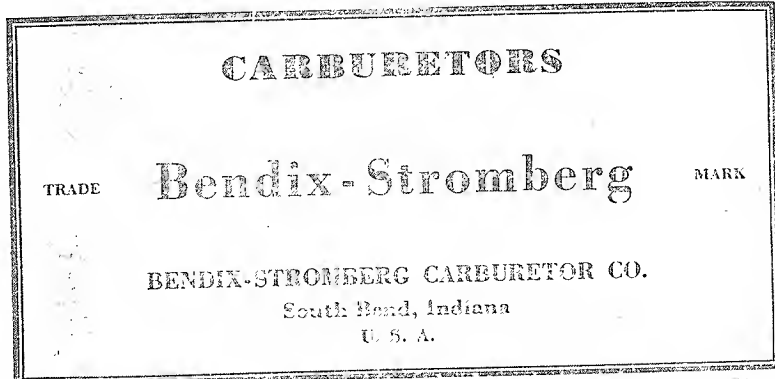 CARBURETORS
TRADE Bendix-Stromberg MARK
BENDIX-STROMBERG CARBURETOR CO.
South Bend, Indiana
U. S. A.